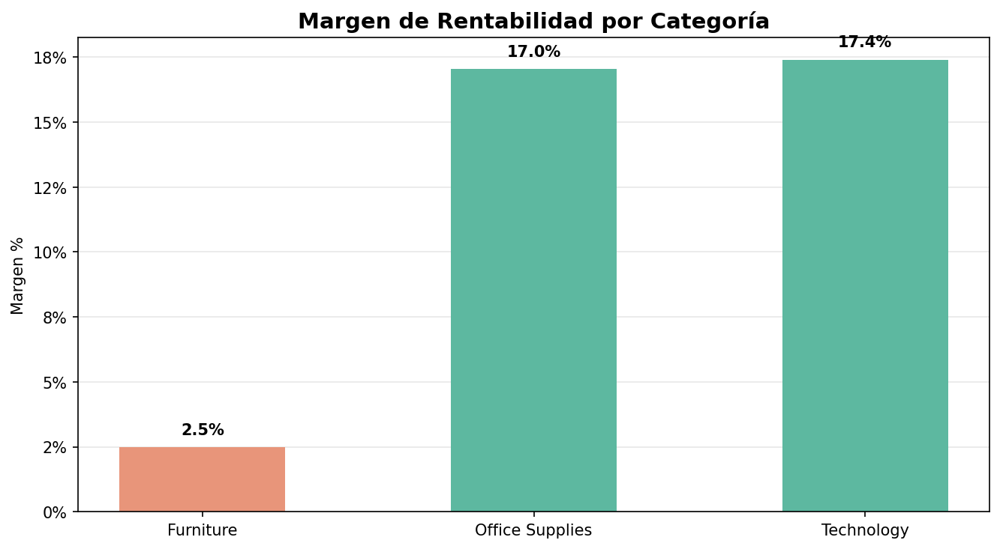 Margen de Rentabilidad por Categoría
Margen %
18%
15%
12%
10%
8%
5%
2%
0%
2.5%
17.0%
17.4%
Furniture
Office Supplies
Technology